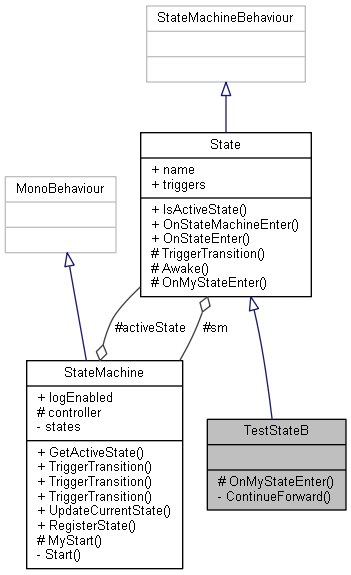 StateMachineBehaviour
State
+ name
+ triggers
+ IsActiveState()
+ OnStateMachineEnter()
+ OnStateEnter()
# TriggerTransition()
# Awake()
# OnMyStateEnter()
MonoBehaviour
#activeState
#sm
StateMachine
+ logEnabled
# controller
- states
+ GetActiveState()
+ TriggerTransition()
+ TriggerTransition()
+ TriggerTransition()
+ UpdateCurrentState()
+ RegisterState()
# MyStart()
- Start()
TestStateB
# OnMyStateEnter()
- ContinueForward()